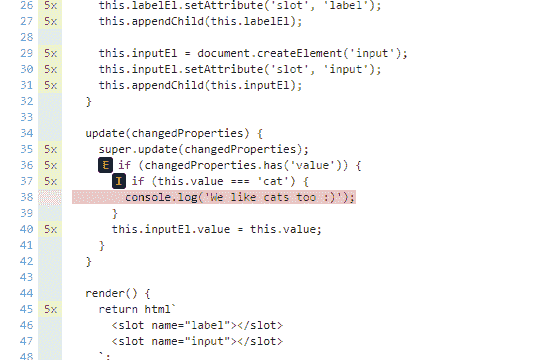 26 5x this.labelEl.setAttribute('slot', 'label');
27 5x this.appendChild(this.labelEl);
28
29 5x this.inputEl = document.createElement('input');
30 5x this.inputEl.setAttribute('slot', 'input');
31 5x this.appendChild(this.inputEl);
32 }
33
34 update(changedProperties) {
35 5x super.update(changedProperties);
36 5x E if (changedProperties.has('value')) {
37 5x I if (this.value === 'cat') {
38 console.log('We like cats too :)');
39 }
40 5x this.inputEl.value = this.value;
41 }
42 }
43
44 render() {
45 5x return html`
46 <slot name="label"></slot>
47 <slot name="input"></slot>
48 `;